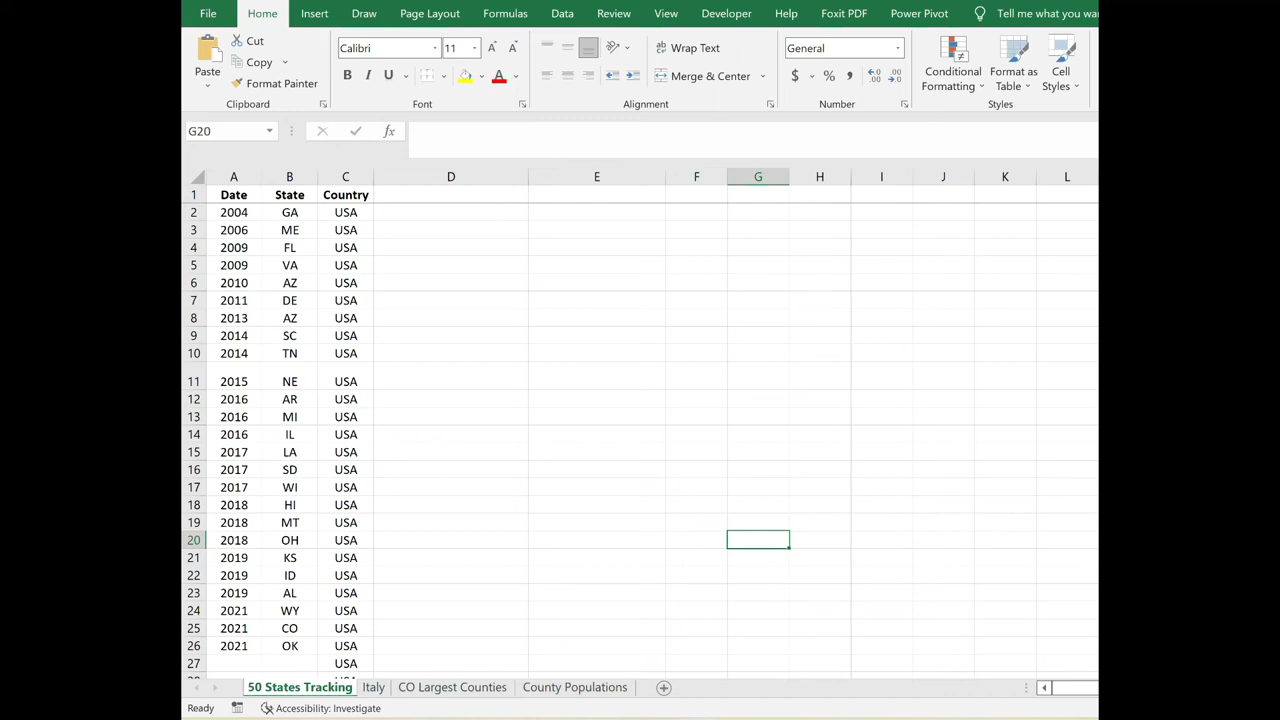 File Home Insert Draw Page Layout Formulas Data Review View Developer Help Foxit PDF Power Pivot Tell me what you wan
Cut
Copy
Format Painter
Paste
Clipboard
Calibri 11 A A
B I U A
Font
ab Wrap Text
Merge & Center
Alignment
General
$ % , .00
Number
Conditional Formatting
Format as Table
Cell Styles
Styles
G20 fx
A B C D E F G H I J K L
1 Date State Country
2 2004 GA USA
3 2006 ME USA
4 2009 FL USA
5 2009 VA USA
6 2010 AZ USA
7 2011 DE USA
8 2013 AZ USA
9 2014 SC USA
10 2014 TN USA
11 2015 NE USA
12 2016 AR USA
13 2016 MI USA
14 2016 IL USA
15 2017 LA USA
16 2017 SD USA
17 2017 WI USA
18 2018 HI USA
19 2018 MT USA
20 2018 OH USA
21 2019 KS USA
22 2019 ID USA
23 2019 AL USA
24 2021 WY USA
25 2021 CO USA
26 2021 OK USA
27 USA
50 States Tracking Italy CO Largest Counties County Populations
Ready Accessibility: Investigate